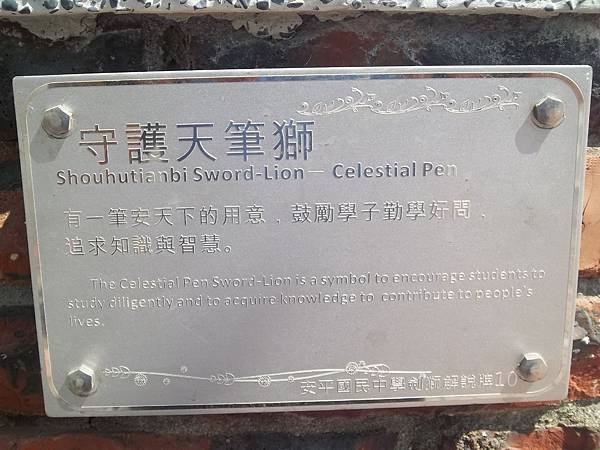 守護天筆獅
Shouhutianbi Sword-Lion— Celestial Pen
有一筆安天下的用意，鼓勵學子勤學好問，
追求知識與智慧。
The Celestial Pen Sword-Lion is a symbol to encourage students to
study diligently and to acquire knowledge to contribute to people's
lives.
安平國民中學劍獅解說牌10